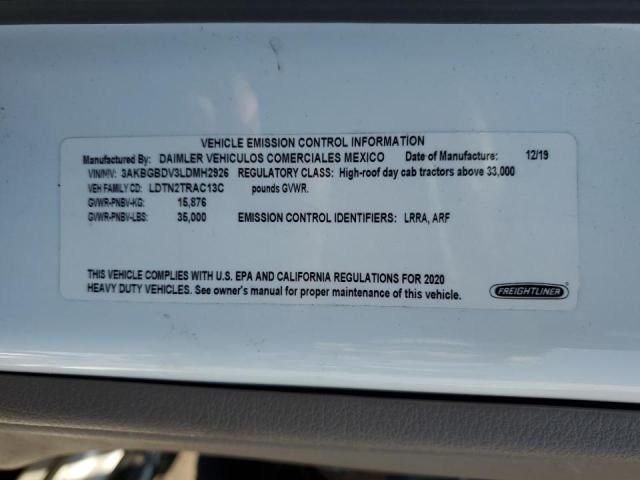 VEHICLE EMISSION CONTROL INFORMATION
Manufactured By: DAIMLER VEHICULOS COMERCIALES MEXICO Date of Manufacture: 12/19
VIN/NIV: 3AKBGBDV3LDMH2926 REGULATORY CLASS: High-roof day cab tractors above 33,000
VEH FAMILY CD: LDTN2TRAC13C pounds GVWR.
GVWR-PNBV-KG: 15,876
GVWR-PNBV-LBS: 35,000 EMISSION CONTROL IDENTIFIERS: LRRA, ARF
THIS VEHICLE COMPLIES WITH U.S. EPA AND CALIFORNIA REGULATIONS FOR 2020
HEAVY DUTY VEHICLES. See owner's manual for proper maintenance of this vehicle.
FREIGHTLINER